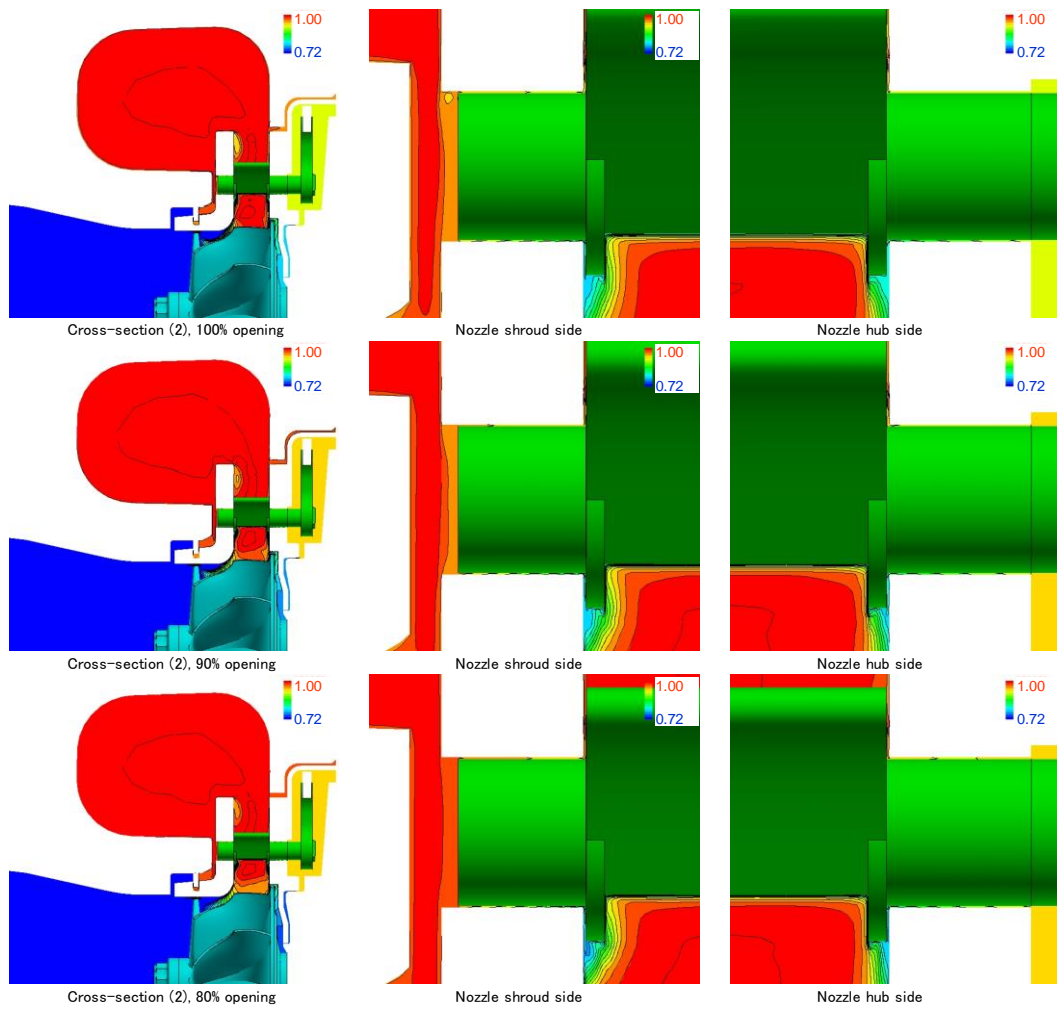 1.00
0.72
1.00
0.72
1.00
0.72
Cross-section (2), 100% opening
Nozzle shroud side
Nozzle hub side
1.00
0.72
1.00
0.72
1.00
0.72
Cross-section (2), 90% opening
Nozzle shroud side
Nozzle hub side
1.00
0.72
1.00
0.72
1.00
0.72
Cross-section (2), 80% opening
Nozzle shroud side
Nozzle hub side